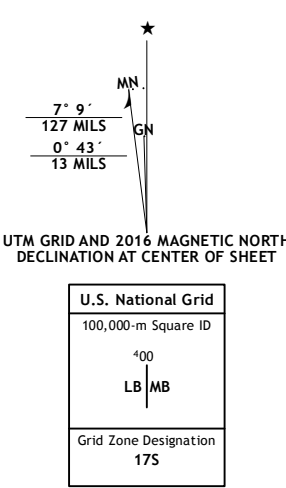 MN
7° 9´
127 MILS
GN
0° 43´
13 MILS
UTM GRID AND 2016 MAGNETIC NORTH
DECLINATION AT CENTER OF SHEET
U.S. National Grid
100,000-m Square ID
⁴00
LB MB
Grid Zone Designation
17S